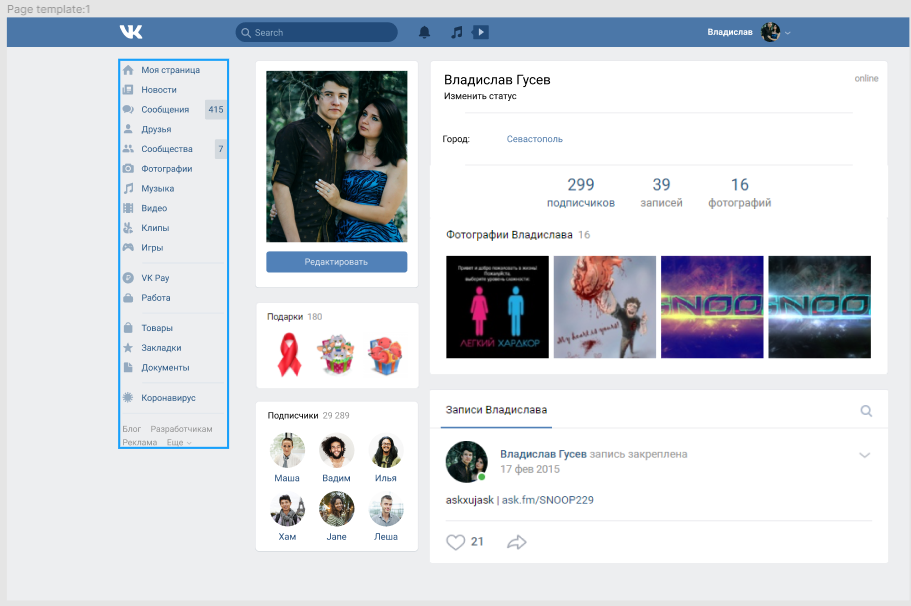 Page template:1
VK
Search
Владислав
Моя страница
Новости
Сообщения 415
Друзья
Сообщества 7
Фотографии
Музыка
Видео
Клипы
Игры
VK Pay
Работа
Товары
Закладки
Документы
Коронавирус
Блог Разработчикам
Реклама Еще
Редактировать
Подарки 180
Подписчики 29 289
Маша Вадим Илья
Хам Jane Леша
Владислав Гусев
online
Изменить статус
Город: Севастополь
299 39 16
подписчиков записей фотографий
Фотографии Владислава 16
Привет и добро пожаловать в жизнь!
Пожалуйста,
выберите уровень сложности:
ЛЕГКИЙ ХАРДКОР
My heart is yours!
SNOO
SNOO
Записи Владислава
Владислав Гусев запись закреплена
17 фев 2015
askxujask | ask.fm/SNOOP229
21